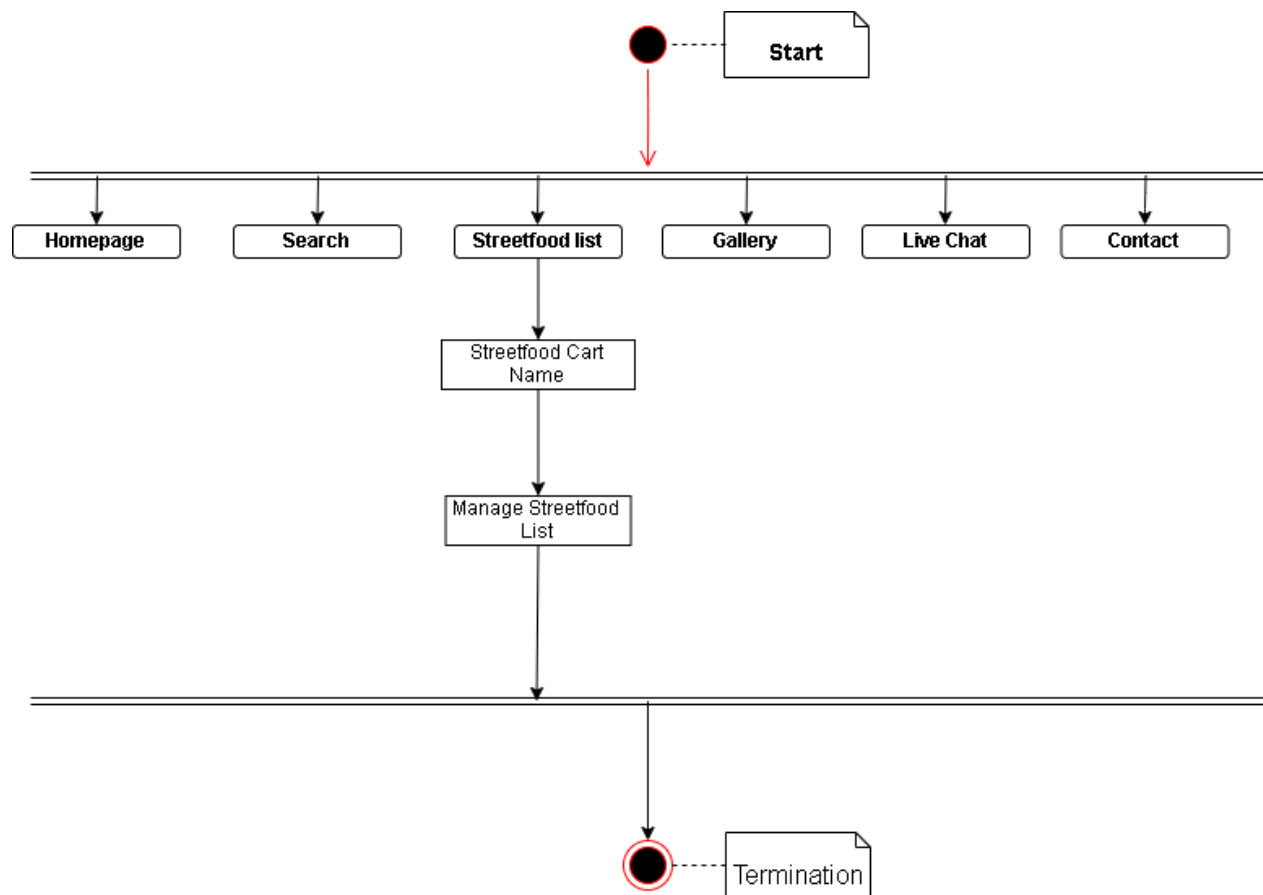 Start
Homepage
Search
Streetfood list
Gallery
Live Chat
Contact
Streetfood Cart
Name
Manage Streetfood
List
Termination